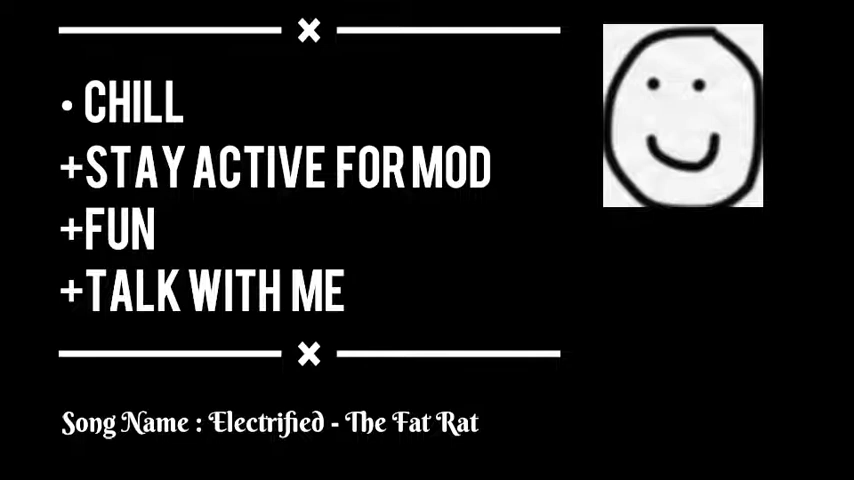 • CHILL
+STAY ACTIVE FOR MOD
+FUN
+TALK WITH ME
Song Name : Electrified - The Fat Rat